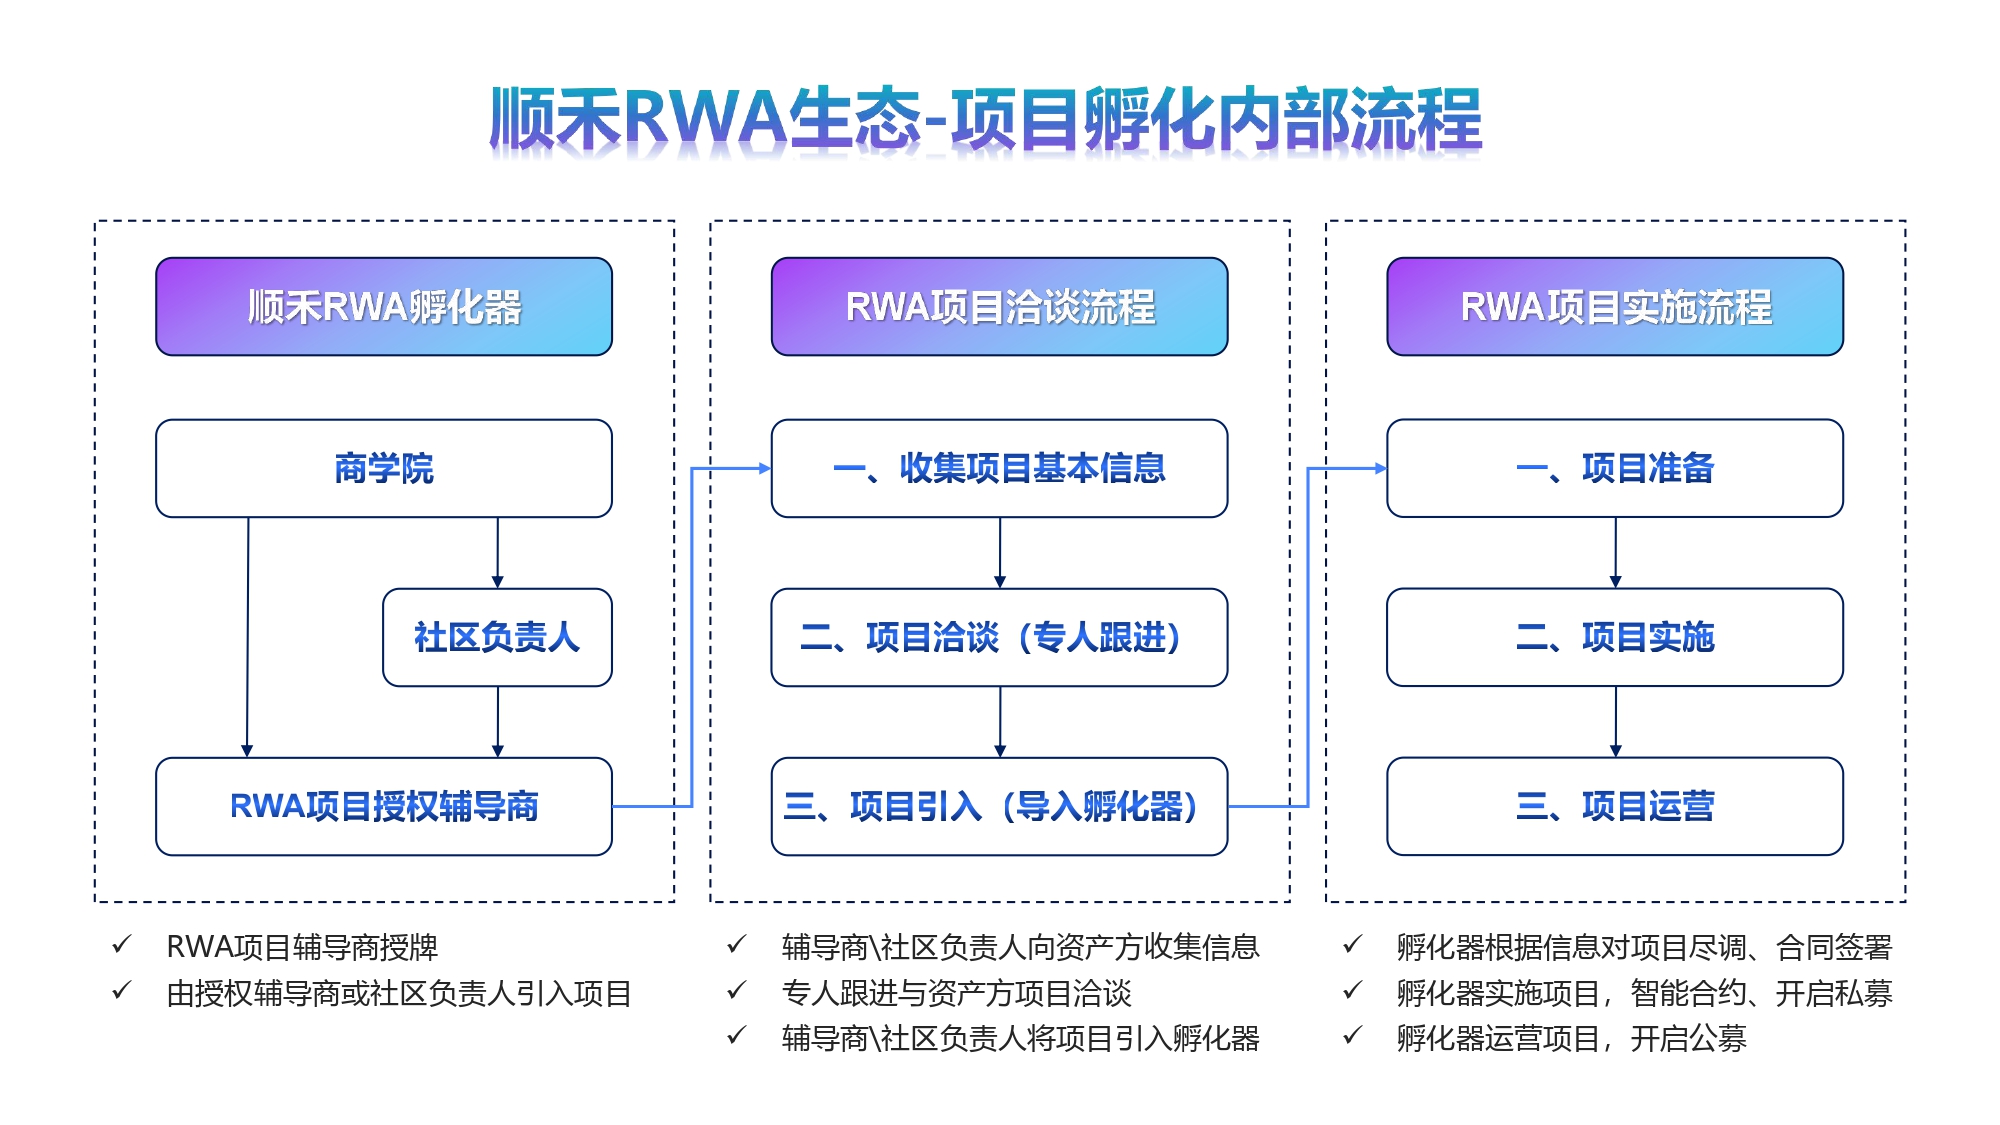 顺禾RWA生态-项目孵化内部流程
顺禾RWA孵化器
商学院
社区负责人
RWA项目授权辅导商
RWA项目洽谈流程
一、收集项目基本信息
二、项目洽谈（专人跟进）
三、项目引入（导入孵化器）
RWA项目实施流程
一、项目准备
二、项目实施
三、项目运营
✓ RWA项目辅导商授牌
✓ 由授权辅导商或社区负责人引入项目
✓ 辅导商\社区负责人向资产方收集信息
✓ 专人跟进与资产方项目洽谈
✓ 辅导商\社区负责人将项目引入孵化器
✓ 孵化器根据信息对项目尽调、合同签署
✓ 孵化器实施项目，智能合约、开启私募
✓ 孵化器运营项目，开启公募